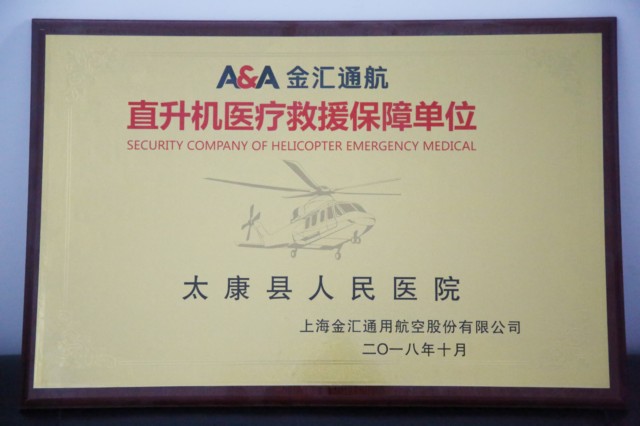 A&A 金汇通航
直升机医疗救援保障单位
SECURITY COMPANY OF HELICOPTER EMERGENCY MEDICAL
太康县人民医院
上海金汇通用航空股份有限公司
二〇一八年十月